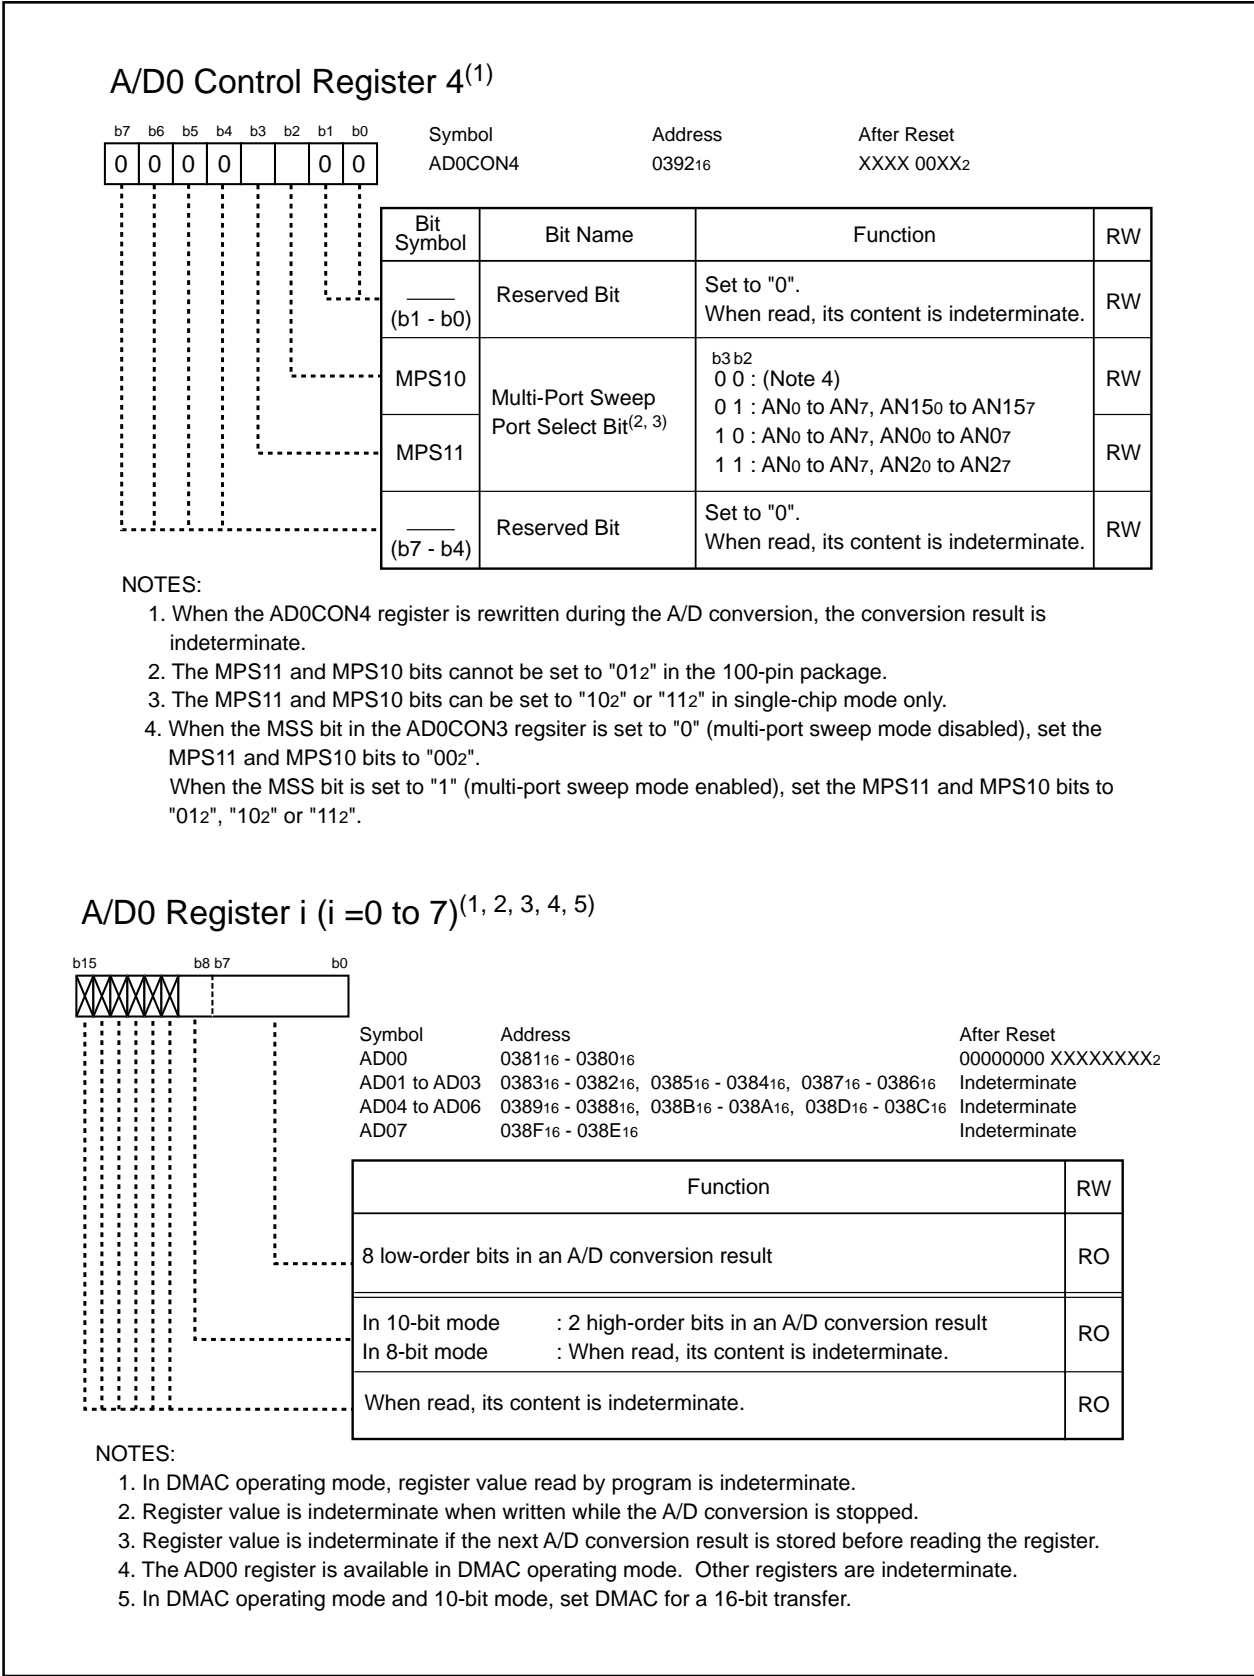 A/D0 Control Register 4(1)
b7 b6 b5 b4 b3 b2 b1 b0
0 0 0 0 0 0
Symbol Address After Reset
AD0CON4 039216 XXXX 00XX2
Bit Symbol Bit Name Function RW
(b1 - b0) Reserved Bit Set to "0".
When read, its content is indeterminate. RW
MPS10 Multi-Port Sweep Port Select Bit(2, 3) b3 b2
0 0 : (Note 4) RW
0 1 : AN0 to AN7, AN150 to AN157
MPS11 1 0 : AN0 to AN7, AN00 to AN07
1 1 : AN0 to AN7, AN20 to AN27 RW
(b7 - b4) Reserved Bit Set to "0".
When read, its content is indeterminate. RW
NOTES:
1. When the AD0CON4 register is rewritten during the A/D conversion, the conversion result is
indeterminate.
2. The MPS11 and MPS10 bits cannot be set to "012" in the 100-pin package.
3. The MPS11 and MPS10 bits can be set to "102" or "112" in single-chip mode only.
4. When the MSS bit in the AD0CON3 regsiter is set to "0" (multi-port sweep mode disabled), set the
MPS11 and MPS10 bits to "002".
When the MSS bit is set to "1" (multi-port sweep mode enabled), set the MPS11 and MPS10 bits to
"012", "102" or "112".
A/D0 Register i (i =0 to 7)(1, 2, 3, 4, 5)
b15 b8 b7 b0
Symbol Address After Reset
AD00 038116 - 038016 00000000 XXXXXXXX2
AD01 to AD03 038316 - 038216, 038516 - 038416, 038716 - 038616 Indeterminate
AD04 to AD06 038916 - 038816, 038B16 - 038A16, 038D16 - 038C16 Indeterminate
AD07 038F16 - 038E16 Indeterminate
Function RW
8 low-order bits in an A/D conversion result RO
In 10-bit mode : 2 high-order bits in an A/D conversion result
In 8-bit mode : When read, its content is indeterminate. RO
When read, its content is indeterminate. RO
NOTES:
1. In DMAC operating mode, register value read by program is indeterminate.
2. Register value is indeterminate when written while the A/D conversion is stopped.
3. Register value is indeterminate if the next A/D conversion result is stored before reading the register.
4. The AD00 register is available in DMAC operating mode. Other registers are indeterminate.
5. In DMAC operating mode and 10-bit mode, set DMAC for a 16-bit transfer.